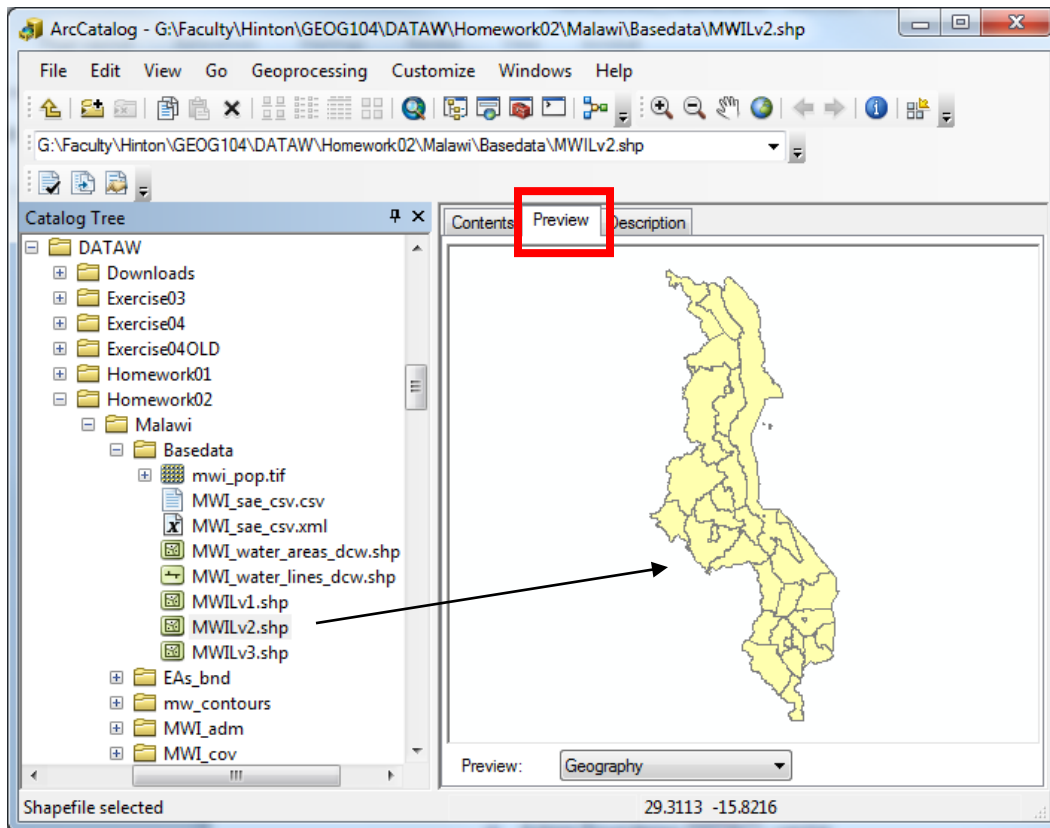 ArcCatalog - G:\Faculty\Hinton\GEOG104\DATAW\Homework02\Malawi\Basedata\MWILv2.shp
File Edit View Go Geoprocessing Customize Windows Help
G:\Faculty\Hinton\GEOG104\DATAW\Homework02\Malawi\Basedata\MWILv2.shp
Catalog Tree
DATAW
Downloads
Exercise03
Exercise04
Exercise04OLD
Homework01
Homework02
Malawi
Basedata
mwi_pop.tif
MWI_sae_csv.csv
MWI_sae_csv.xml
MWI_water_areas_dcw.shp
MWI_water_lines_dcw.shp
MWILv1.shp
MWILv2.shp
MWILv3.shp
EAs_bnd
mw_contours
MWI_adm
MWI_cov
Contents Preview Description
Preview: Geography
Shapefile selected
29.3113 -15.8216